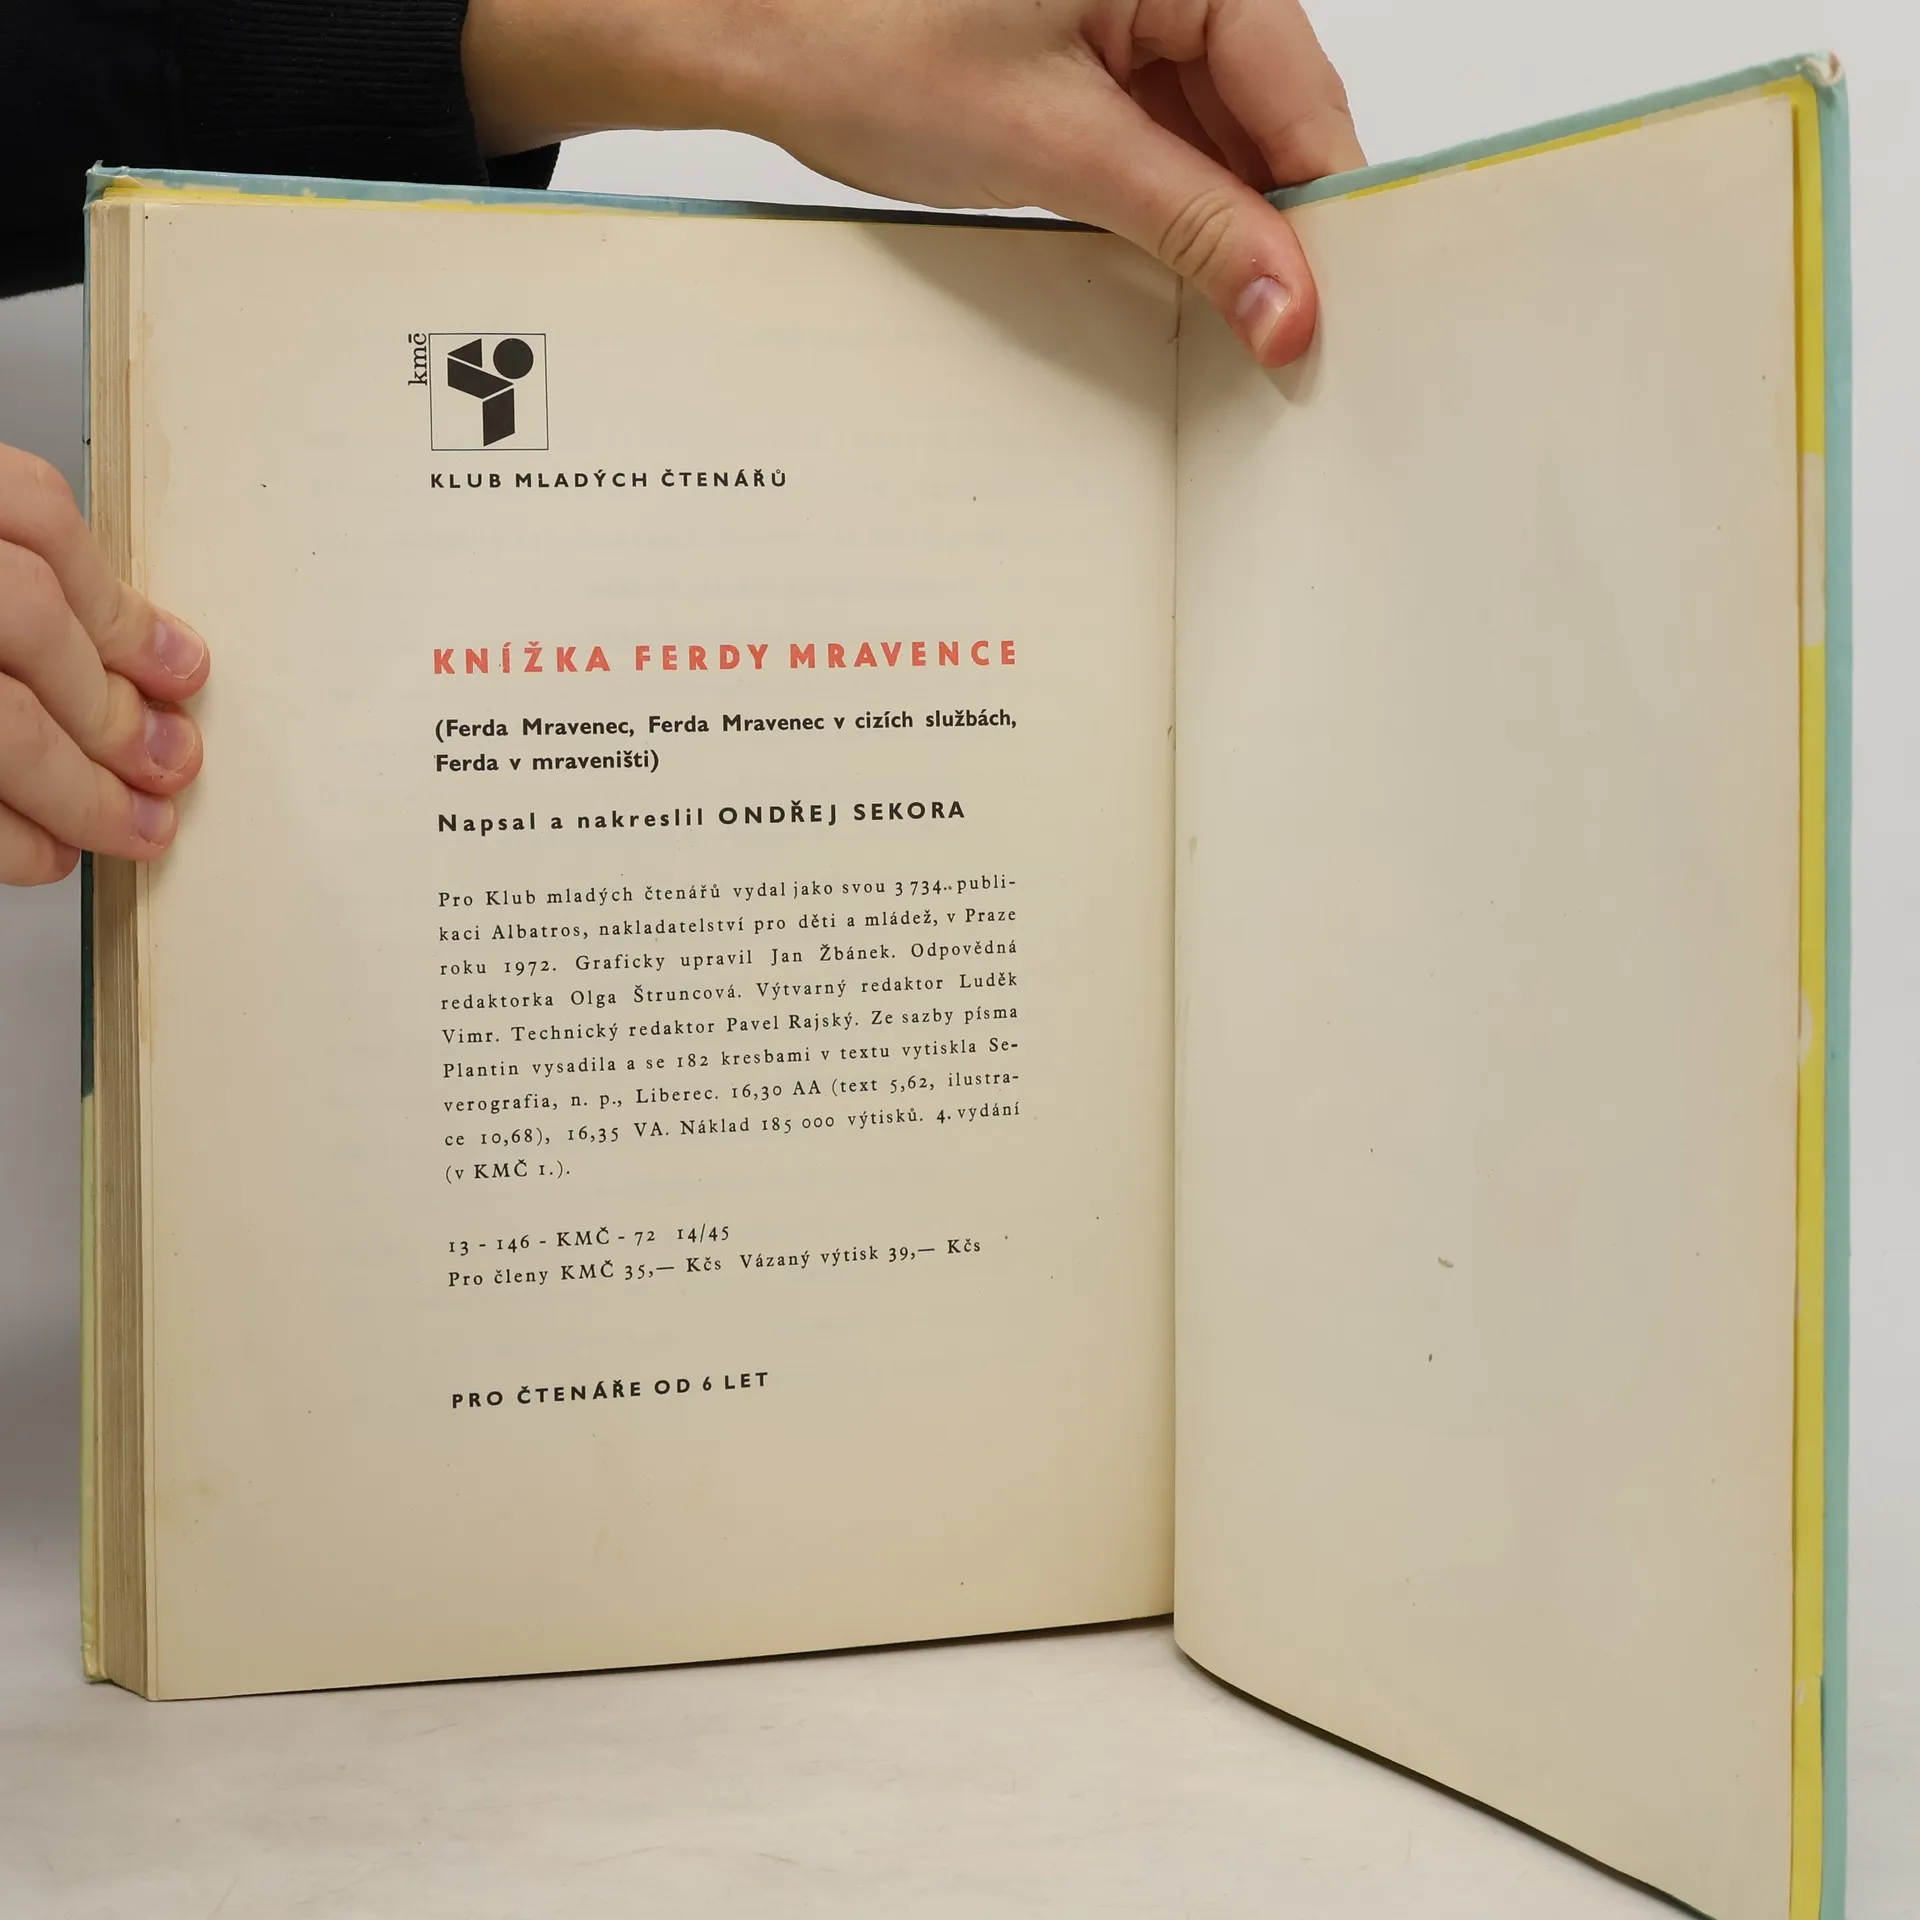 kmč
KLUB MLADÝCH ČTENÁŘŮ
KNÍŽKA FERDY MRAVENCE
(Ferda Mravenec, Ferda Mravenec v cizích službách,
Ferda v mraveništi)
Napsal a nakreslil ONDŘEJ SEKORA
Pro Klub mladých čtenářů vydal jako svou 3 734. publi-
kaci Albatros, nakladatelství pro děti a mládež, v Praze
roku 1972. Graficky upravil Jan Žbánek. Odpovědná
redaktorka Olga Štruncová. Výtvarný redaktor Luděk
Vimr. Technický redaktor Pavel Rajský. Ze sazby písma
Plantin vysadila a se 182 kresbami v textu vytiskla Se-
verografia, n. p., Liberec. 16,30 AA (text 5,62, ilustra-
ce 10,68), 16,35 VA. Náklad 185 000 výtisků. 4. vydání
(v KMČ 1.).
13 - 146 - KMČ - 72 14/45
Pro členy KMČ 35,— Kčs Vázaný výtisk 39,— Kčs
PRO ČTENÁŘE OD 6 LET